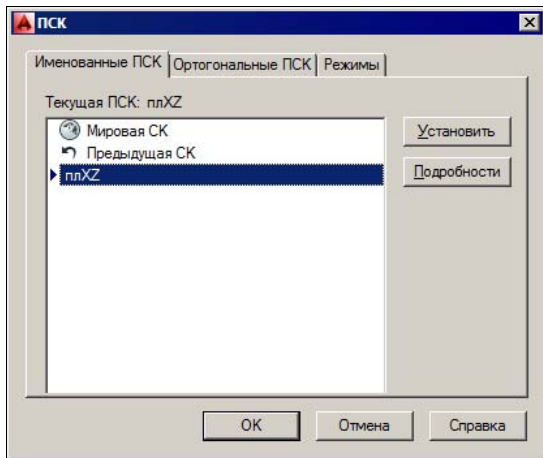 ПСК
Именованные ПСК Ортогональные ПСК Режимы
Текущая ПСК: плXZ
Мировая СК
Установить
Предыдущая СК
плXZ
Подробности
OK Отмена Справка